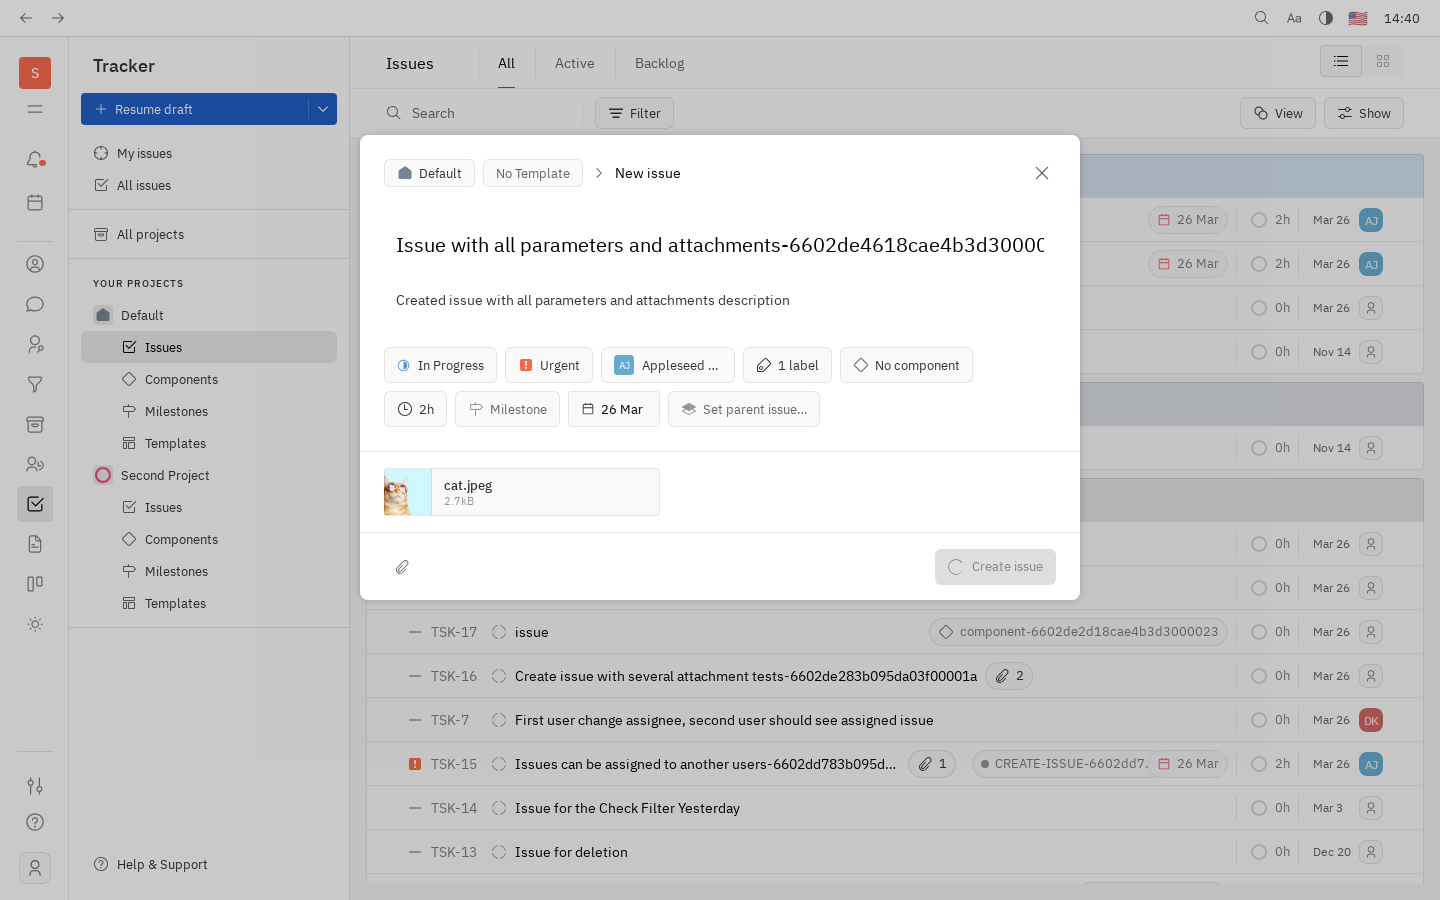 Aa 14:40
S
Tracker
Resume draft
My issues
All issues
All projects
YOUR PROJECTS
Default
Issues
Components
Milestones
Templates
Second Project
Issues
Components
Milestones
Templates
Help & Support
Issues All Active Backlog
Search Filter View Show
Default No Template New issue
Issue with all parameters and attachments-6602de4618cae4b3d3000
Created issue with all parameters and attachments description
In Progress Urgent AJ Appleseed ... 1 label No component
2h Milestone 26 Mar Set parent issue...
cat.jpeg
2.7kB
Create issue
26 Mar 2h Mar 26 AJ
26 Mar 2h Mar 26 AJ
0h Mar 26
0h Nov 14
0h Nov 14
0h Mar 26
0h Mar 26
TSK-17 issue component-6602de2d18cae4b3d3000023 0h Mar 26
TSK-16 Create issue with several attachment tests-6602de283b095da03f00001a 2 0h Mar 26
TSK-7 First user change assignee, second user should see assigned issue 0h Mar 26 DK
TSK-15 Issues can be assigned to another users-6602dd783b095d... 1 CREATE-ISSUE-6602dd7. 26 Mar 2h Mar 26 AJ
TSK-14 Issue for the Check Filter Yesterday 0h Mar 3
TSK-13 Issue for deletion 0h Dec 20